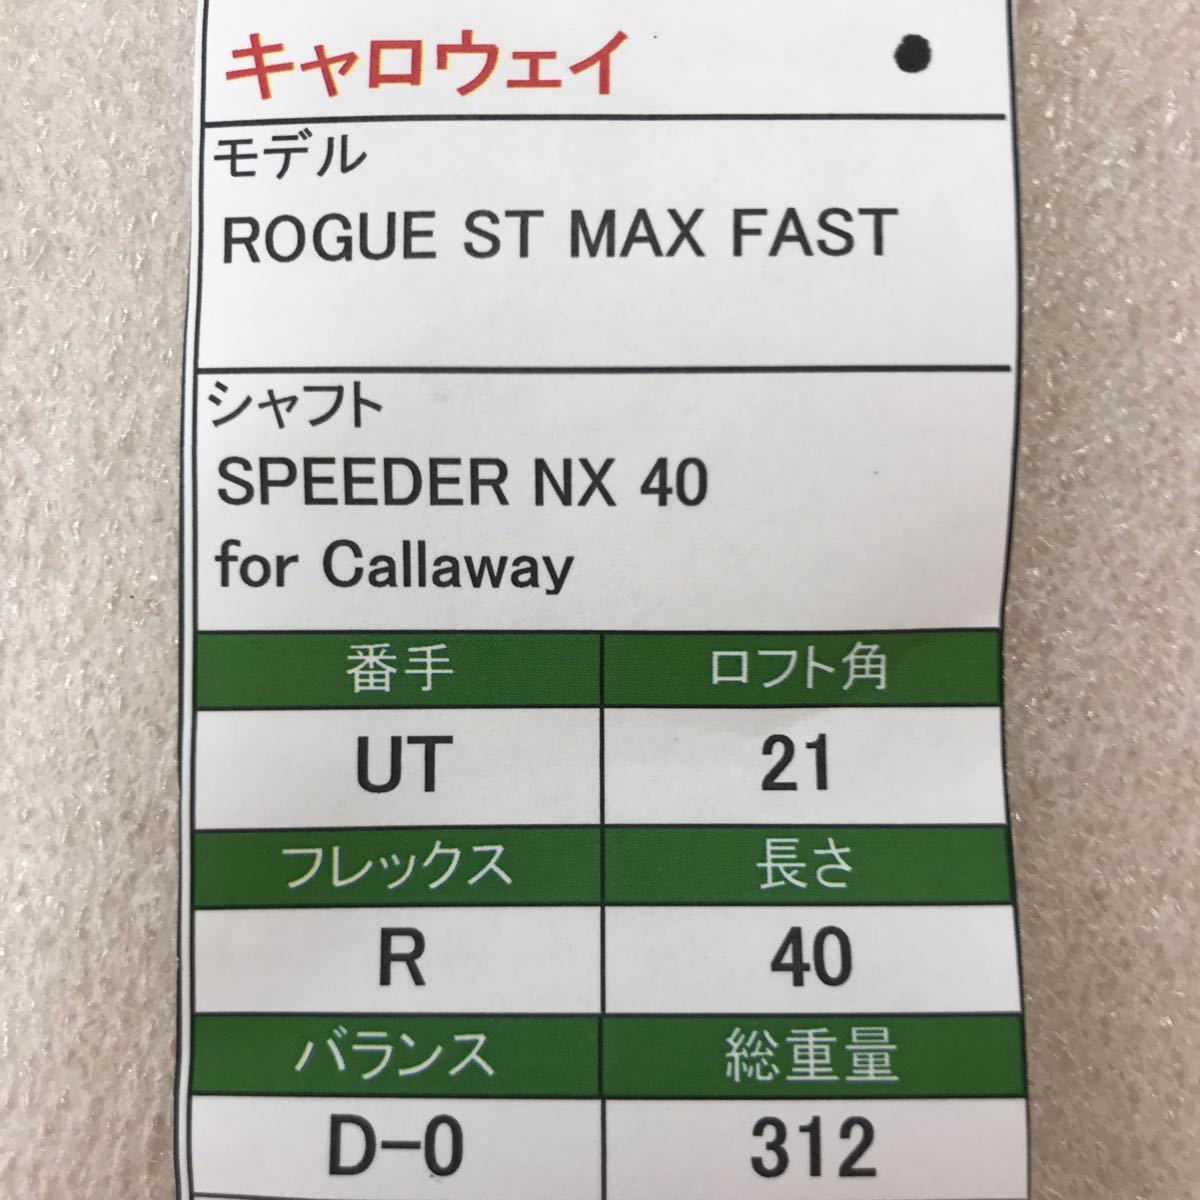 キャロウェイ
モデル
ROGUE ST MAX FAST
シャフト
SPEEDER NX 40
for Callaway
番手 ロフト角
UT 21
フレックス 長さ
R 40
バランス 総重量
D-0 312